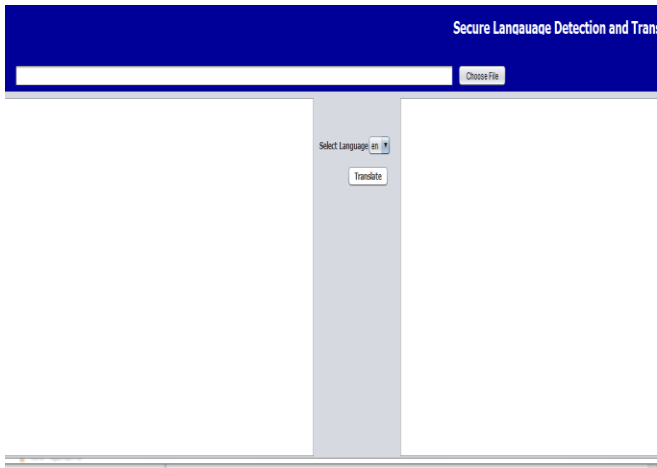 Secure Langauage Detection and Trans
Choose File
Select Language en
Translate